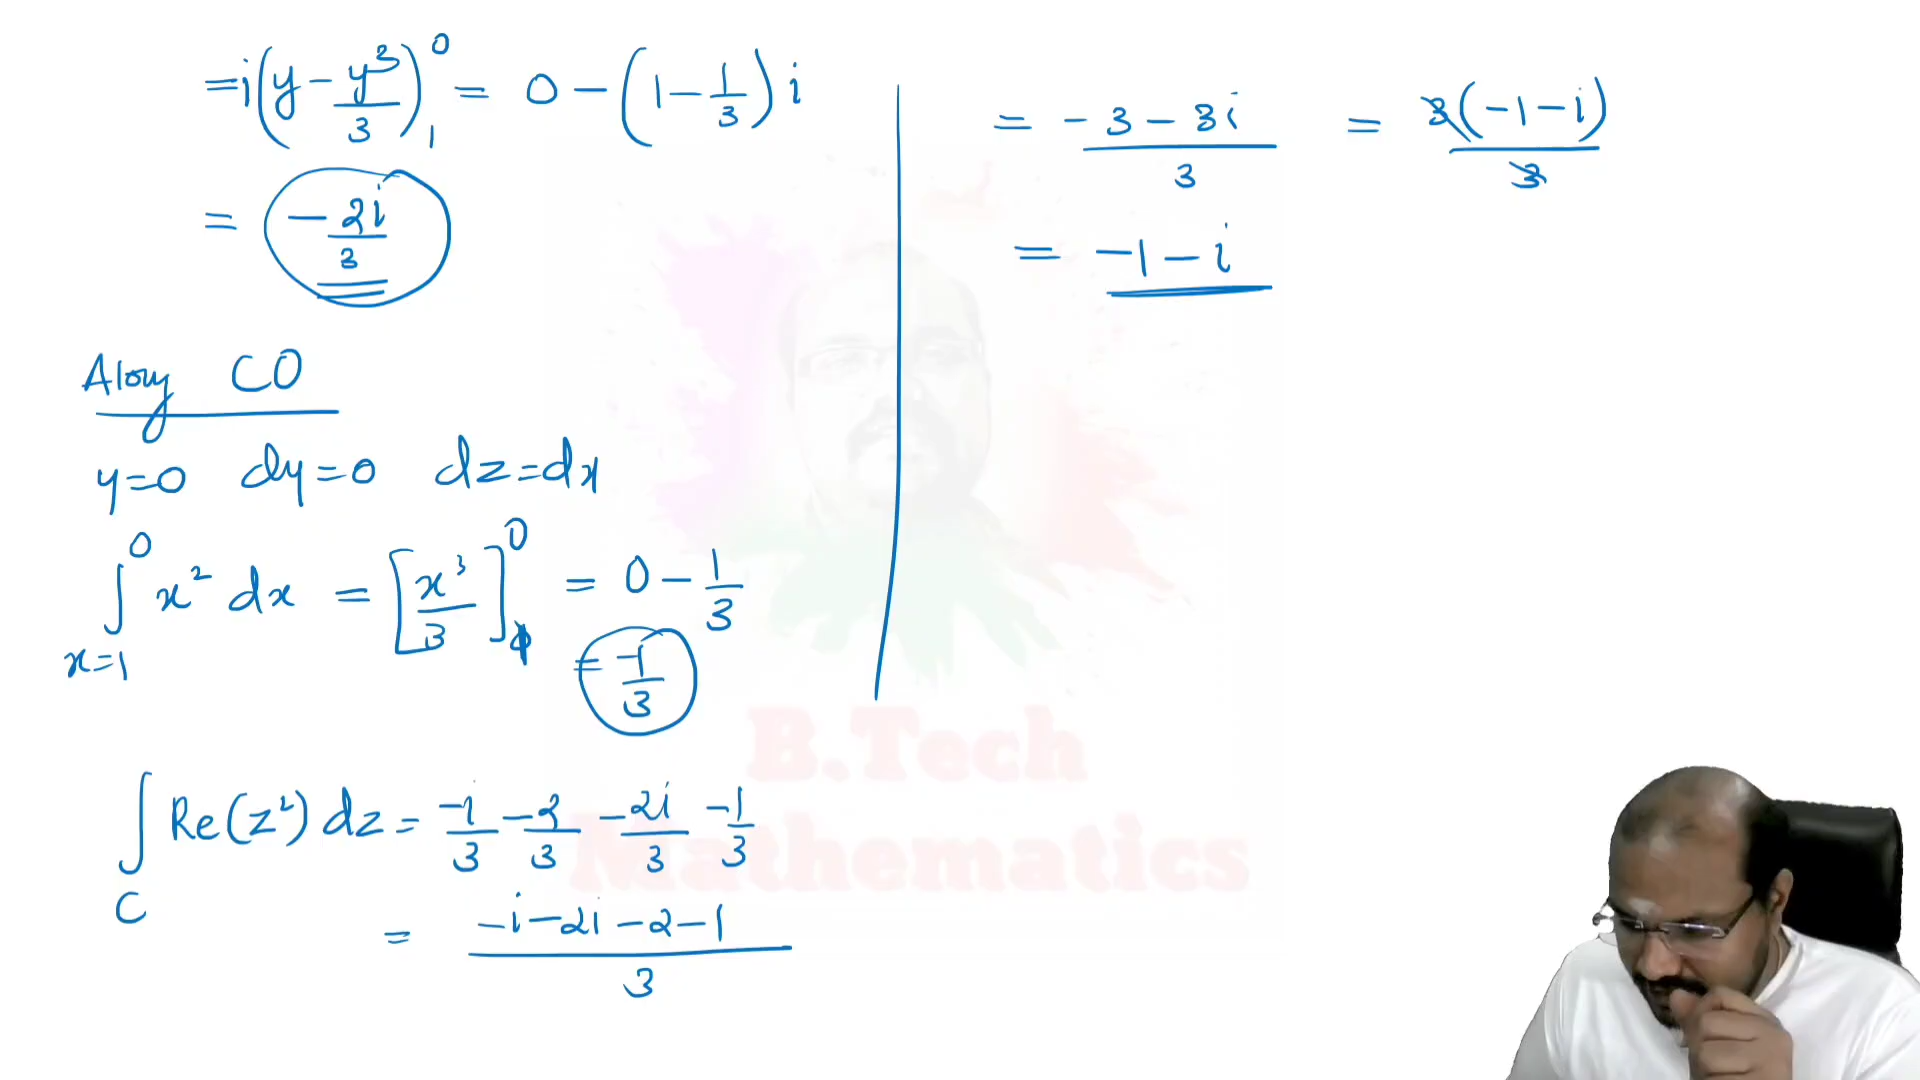 = i(y - y³/3)₁⁰ = 0 - (1 - 1/3) i
= -2i/3
Along CO
y=0 dy=0 dz=dx
∫_{x=1}^{0} x² dx = [x³/3]₁⁰ = 0 - 1/3
= -1/3
∫_C Re(z²) dz = -i/3 -2/3 -2i/3 -1/3
= (-i-2i-2-1)/3
= (-3-3i)/3 = 3(-1-i)/3
= -1-i
B.Tech
Mathematics